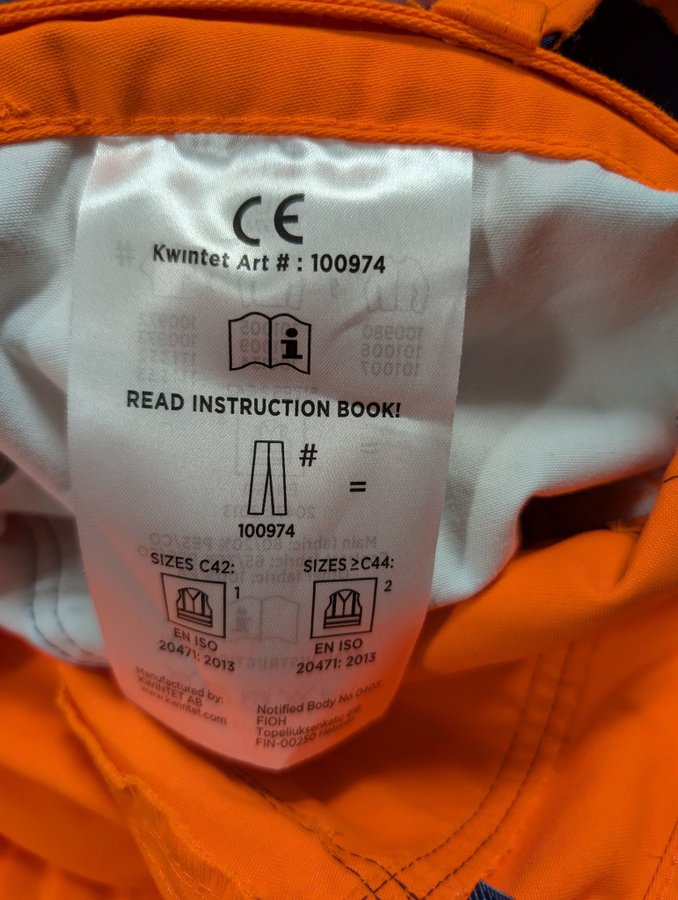 CE
Kwintet Art # : 100974
READ INSTRUCTION BOOK!
#
=
100974
SIZES C42:
1
EN ISO
20471: 2013
SIZES ≥C44:
2
EN ISO
20471: 2013
Manufactured by:
KWINTET AB
www.kwintet.com
Notified Body No 0403:
FIOH
Topeliuksenkatu
FIN-00250 Helsinki